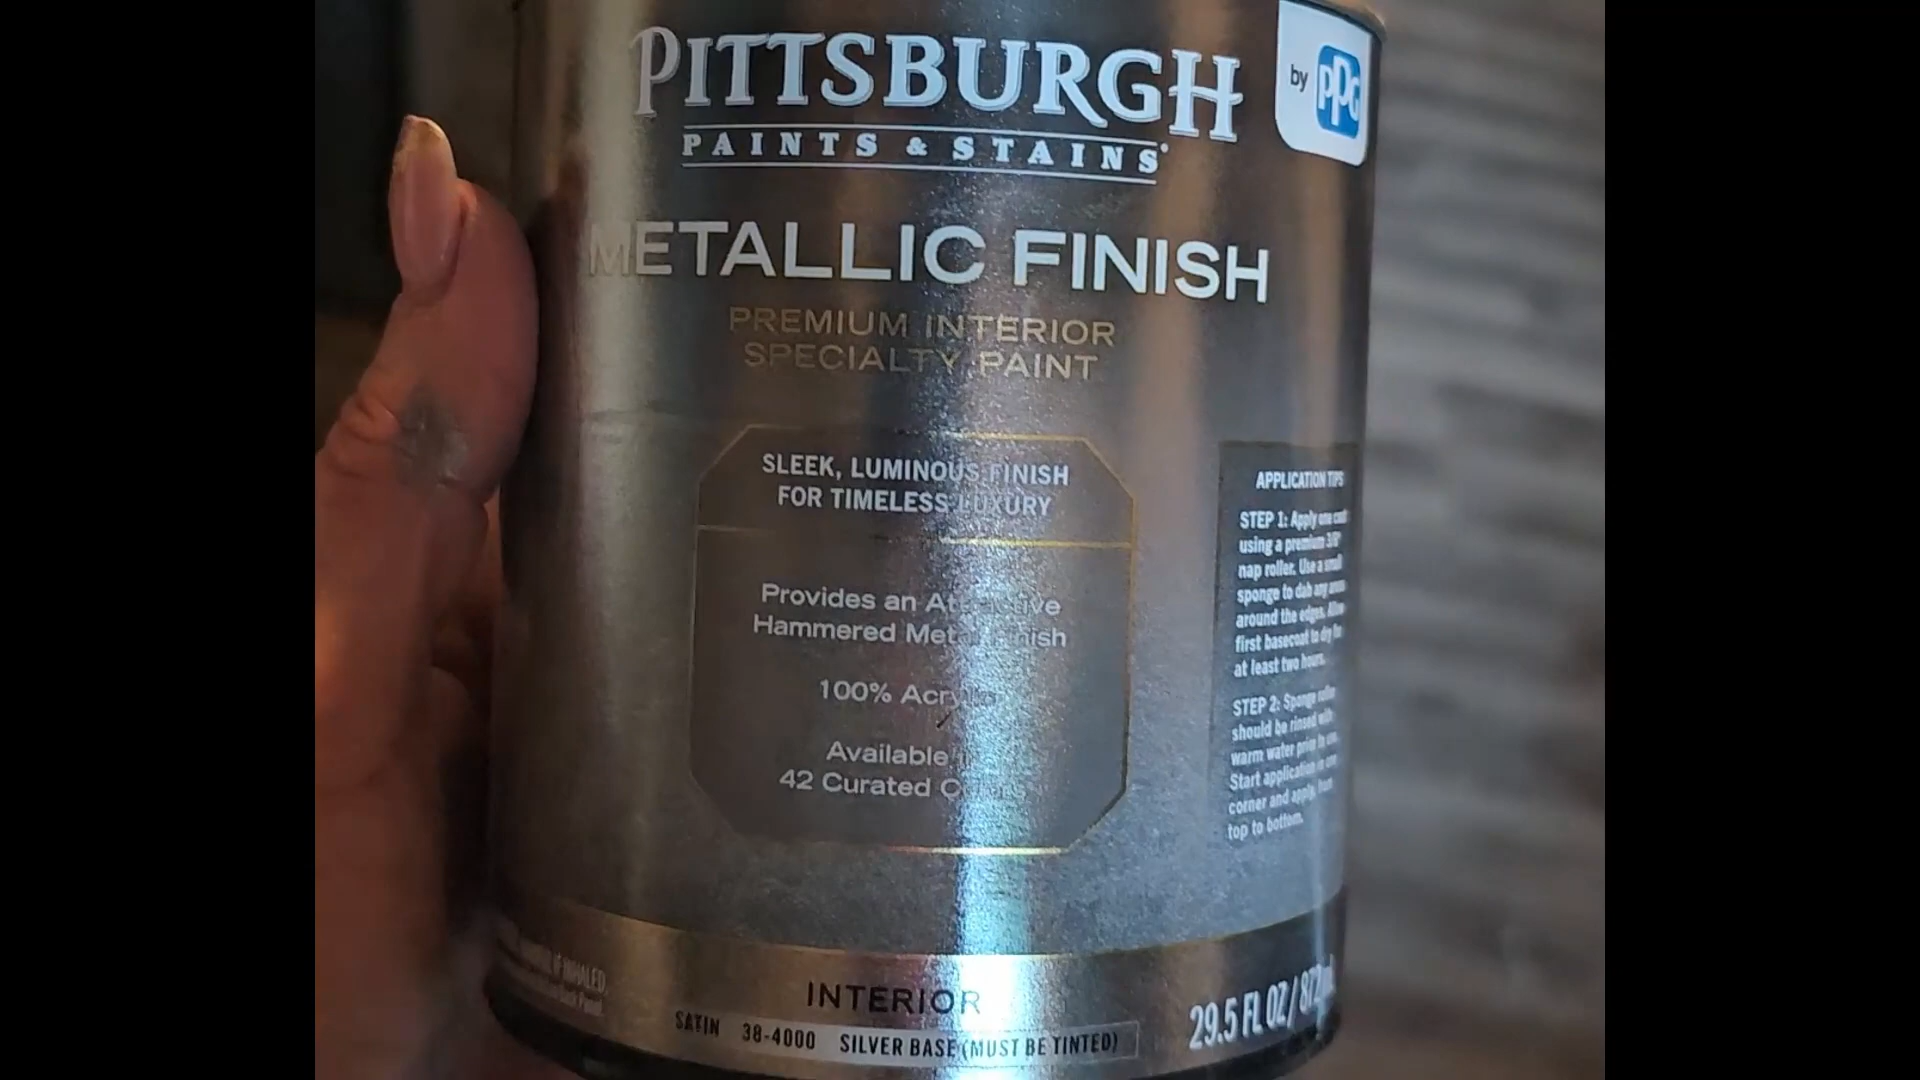 PITTSBURGH
PAINTS & STAINS
by PPG
METALLIC FINISH
PREMIUM INTERIOR
SPECIALTY PAINT
SLEEK, LUMINOUS FINISH
FOR TIMELESS LUXURY
Provides an Attractive
Hammered Metal Finish
100% Acrylic
Available in
42 Curated Colors
APPLICATION TIPS
STEP 1: Apply one coat
using a premium 3/8"
nap roller. Use a small
sponge to dab any areas
around the edges. Allow
first basecoat to dry for
at least two hours.
STEP 2: Sponge roller
should be rinsed with
warm water prior to use.
Start application in one
corner and apply from
top to bottom.
IF INHALED.
INTERIOR
SATIN 38-4000 SILVER BASE (MUST BE TINTED)
29.5 FL OZ / 872 mL